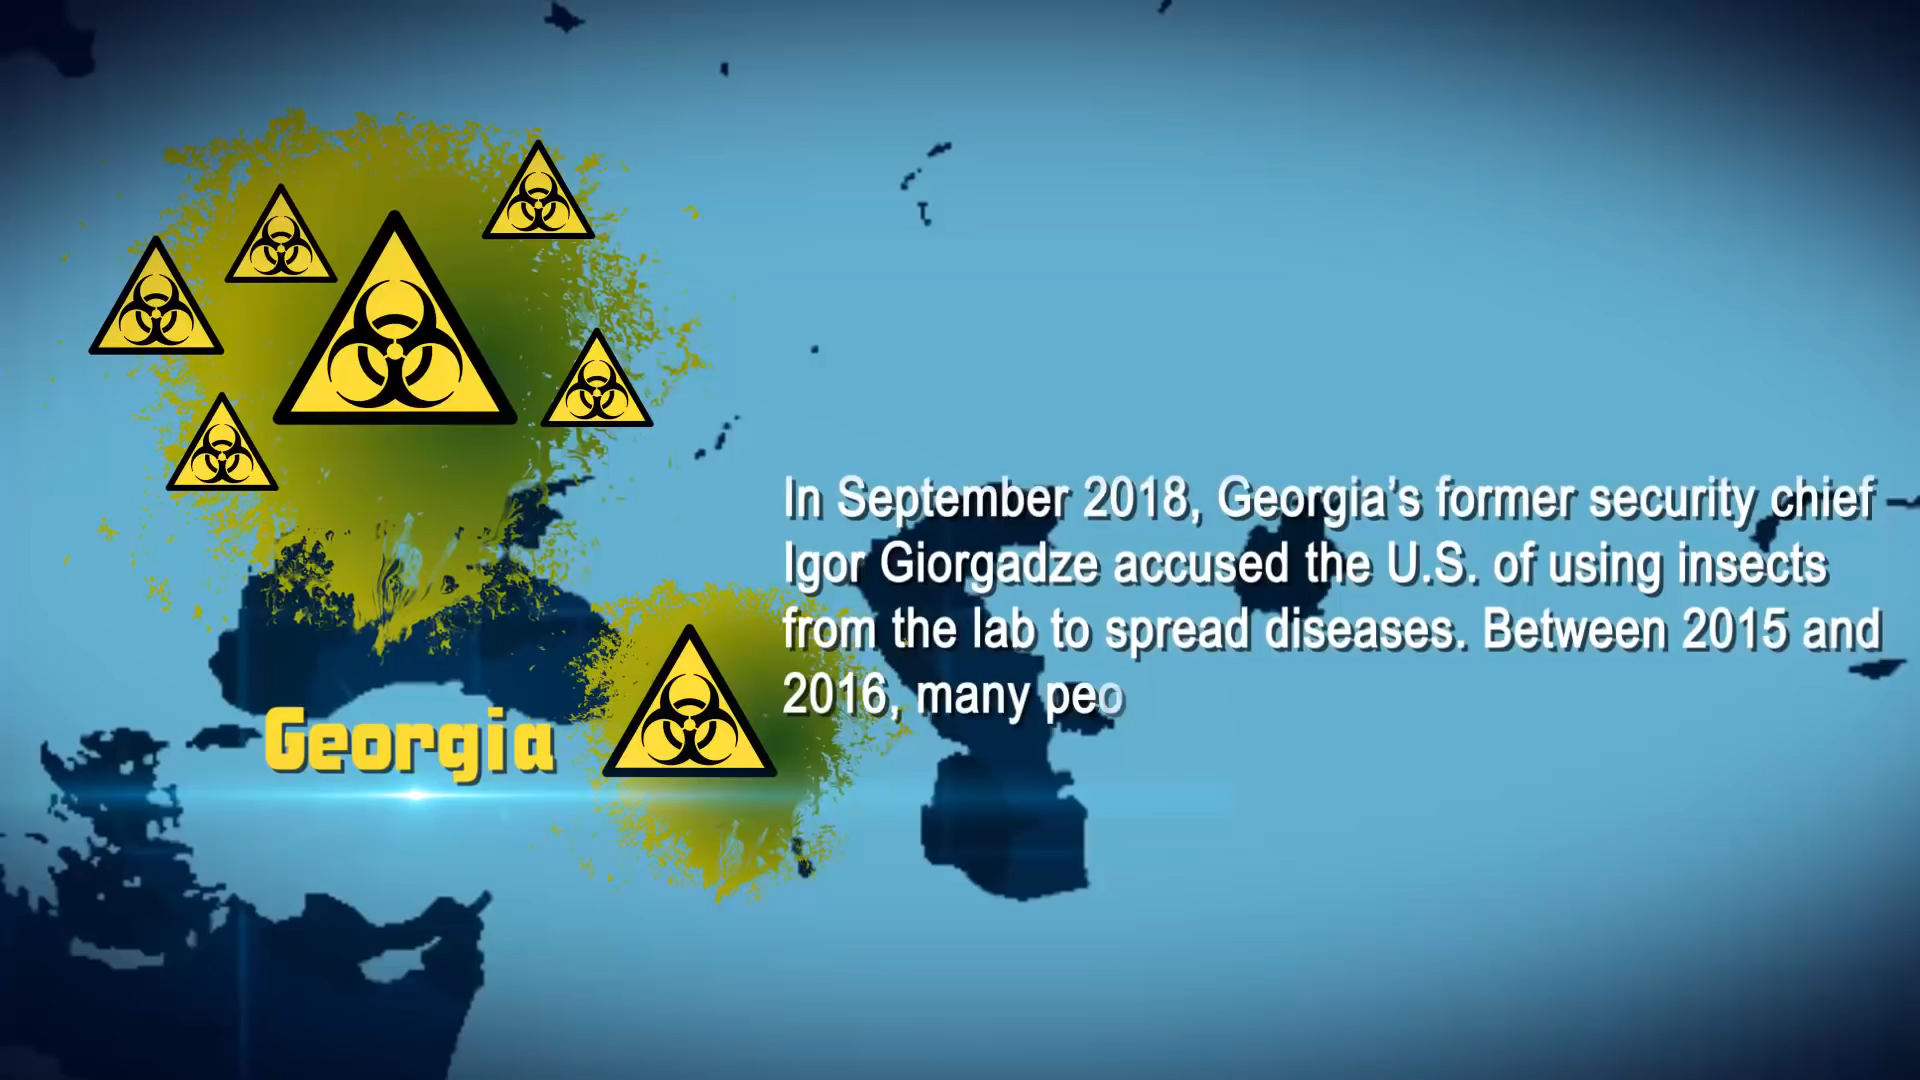 In September 2018, Georgia’s former security chief
Igor Giorgadze accused the U.S. of using insects
from the lab to spread diseases. Between 2015 and
2016, many peo
Georgia